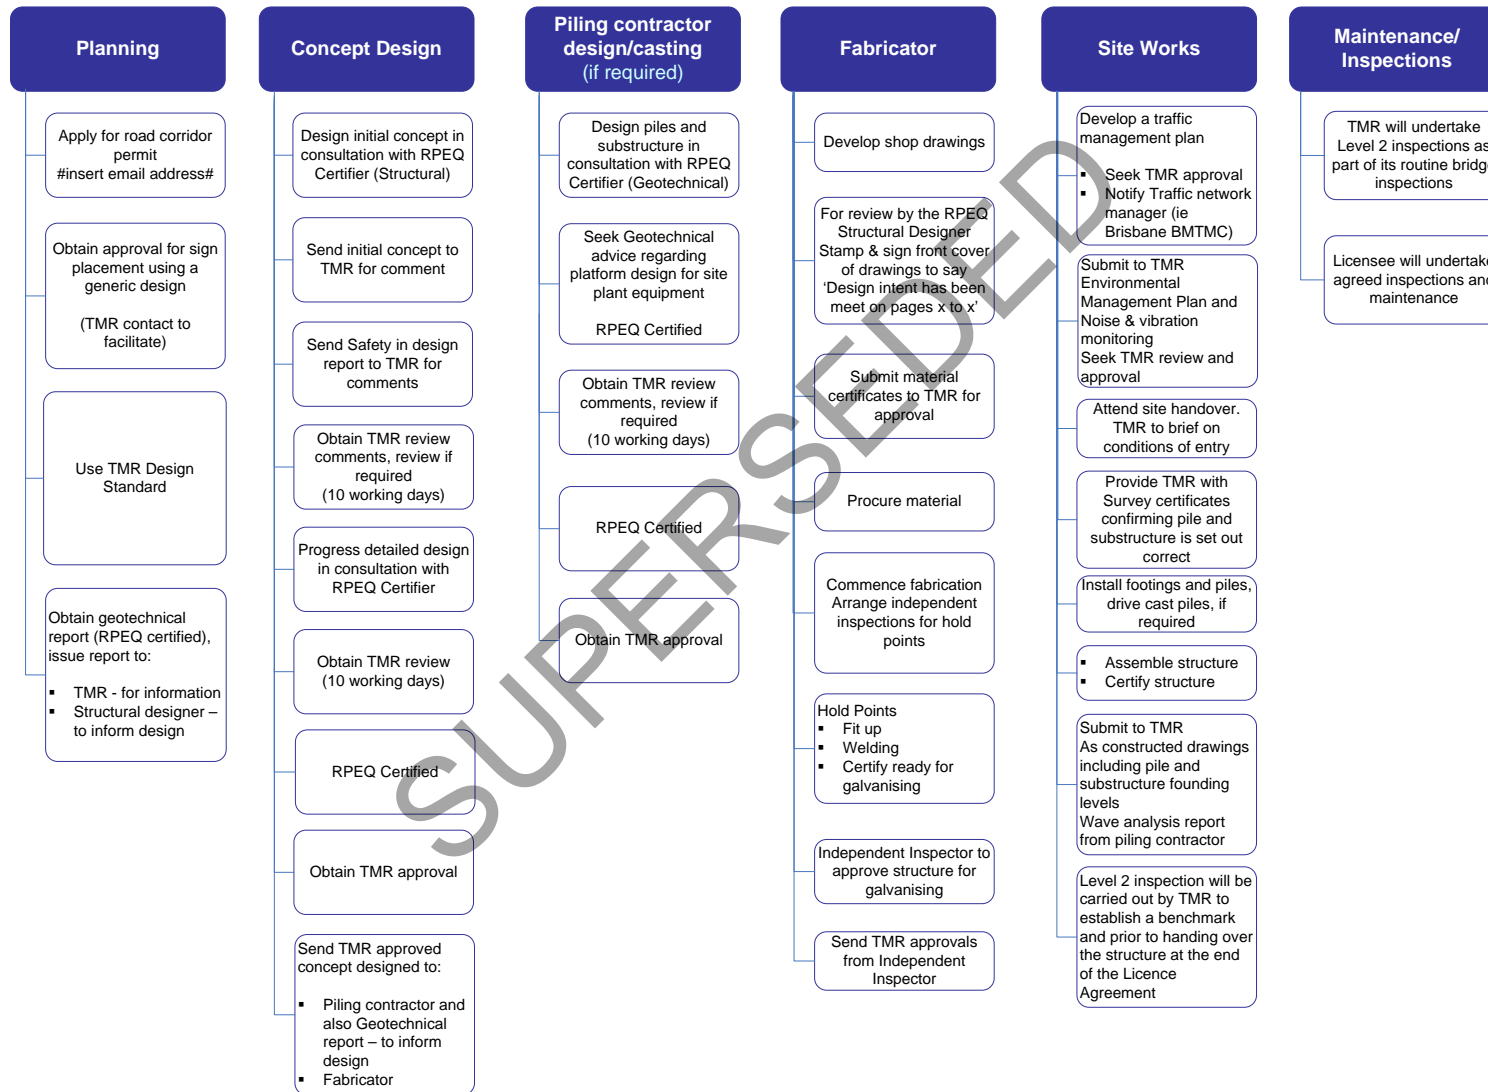 Planning
Apply for road corridor
permit
#insert email address#
Obtain approval for sign
placement using a
generic design
(TMR contact to
facilitate)
Use TMR Design
Standard
Obtain geotechnical
report (RPEQ certified),
issue report to:
▪ TMR - for information
▪ Structural designer –
to inform design
Concept Design
Design initial concept in
consultation with RPEQ
Certifier (Structural)
Send initial concept to
TMR for comment
Send Safety in design
report to TMR for
comments
Obtain TMR review
comments, review if
required
(10 working days)
Progress detailed design
in consultation with
RPEQ Certifier
Obtain TMR review
(10 working days)
RPEQ Certified
Obtain TMR approval
Send TMR approved
concept designed to:
▪ Piling contractor and
also Geotechnical
report – to inform
design
▪ Fabricator
Piling contractor
design/casting
(if required)
Design piles and
substructure in
consultation with RPEQ
Certifier (Geotechnical)
Seek Geotechnical
advice regarding
platform design for site
plant equipment
RPEQ Certified
Obtain TMR review
comments, review if
required
(10 working days)
RPEQ Certified
Obtain TMR approval
Fabricator
Develop shop drawings
For review by the RPEQ
Structural Designer
Stamp & sign front cover
of drawings to say
‘Design intent has been
meet on pages x to x’
Submit material
certificates to TMR for
approval
Procure material
Commence fabrication
Arrange independent
inspections for hold
points
Hold Points
▪ Fit up
▪ Welding
▪ Certify ready for
galvanising
Independent Inspector to
approve structure for
galvanising
Send TMR approvals
from Independent
Inspector
Site Works
Develop a traffic
management plan
▪ Seek TMR approval
▪ Notify Traffic network
manager (ie
Brisbane BMTMC)
Submit to TMR
Environmental
Management Plan and
Noise & vibration
monitoring
Seek TMR review and
approval
Attend site handover.
TMR to brief on
conditions of entry
Provide TMR with
Survey certificates
confirming pile and
substructure is set out
correct
Install footings and piles,
drive cast piles, if
required
▪ Assemble structure
▪ Certify structure
Submit to TMR
As constructed drawings
including pile and
substructure founding
levels
Wave analysis report
from piling contractor
Level 2 inspection will be
carried out by TMR to
establish a benchmark
and prior to handing over
the structure at the end
of the Licence
Agreement
Maintenance/
Inspections
TMR will undertake
Level 2 inspections as
part of its routine bridge
inspections
Licensee will undertake
agreed inspections and
maintenance
SUPERSEDED